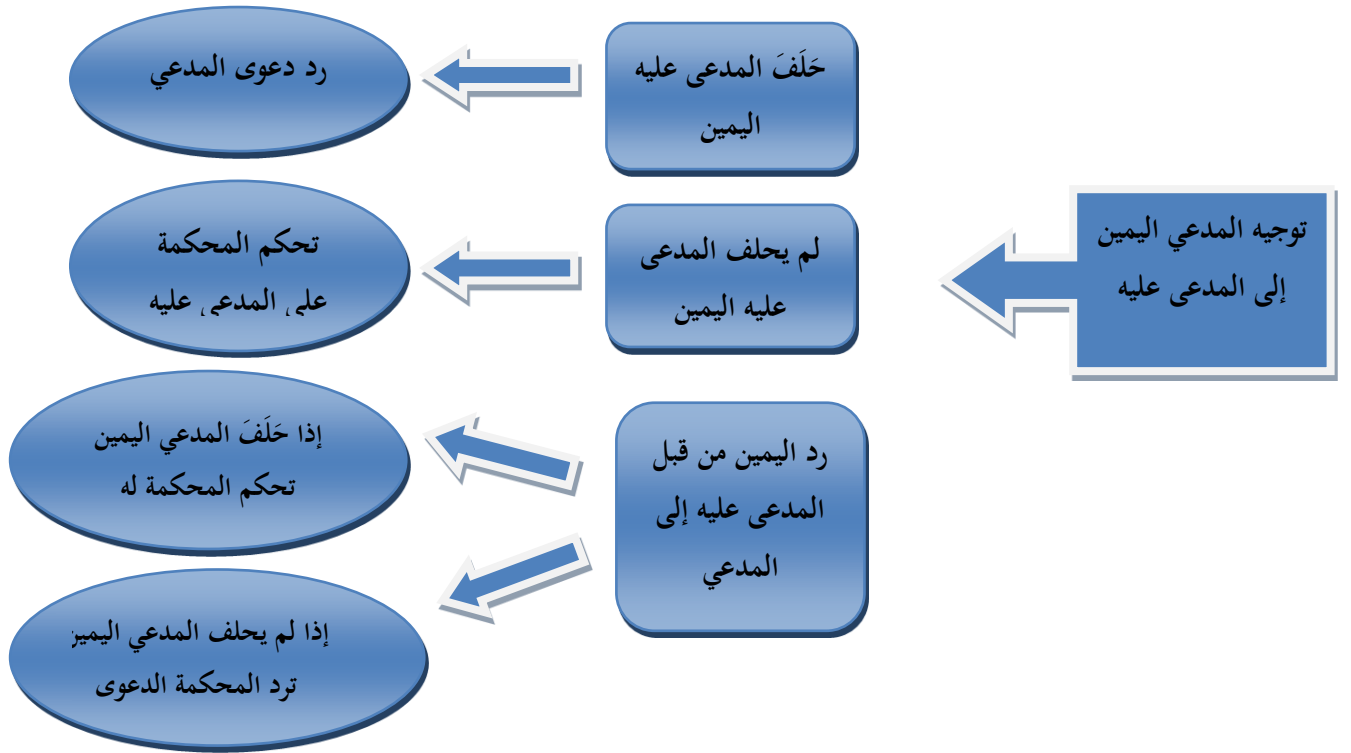 توجيه المدعي اليمين
إلى المدعى عليه
حَلَفَ المدعى عليه
اليمين
رد دعوى المدعي
لم يحلف المدعى
عليه اليمين
تحكم المحكمة
على المدعى عليه
رد اليمين من قبل
المدعى عليه إلى
المدعي
إذا حَلَفَ المدعي اليمين
تحكم المحكمة له
إذا لم يحلف المدعي اليمين
ترد المحكمة الدعوى